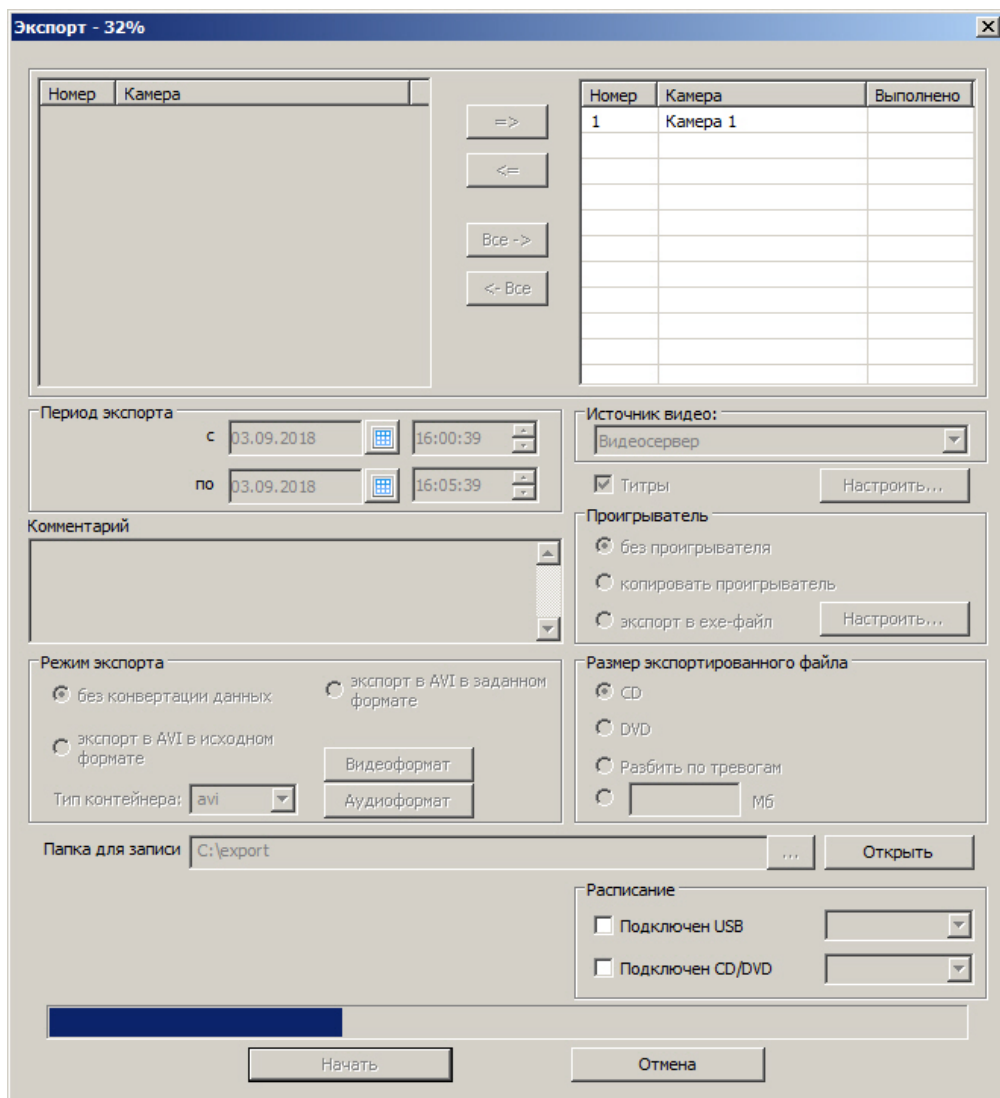 Экспорт - 32%
Номер Камера
Номер Камера Выполнено
1 Камера 1
=>
<=
Все ->
<- Все
Период экспорта
с 03.09.2018 16:00:39
по 03.09.2018 16:05:39
Источник видео:
Видеосервер
Титры Настроить...
Комментарий
Проигрыватель
без проигрывателя
копировать проигрыватель
экспорт в exe-файл Настроить...
Режим экспорта
без конвертации данных
экспорт в AVI в заданном
формате
экспорт в AVI в исходном
формате
Видеоформат
Тип контейнера: avi Аудиоформат
Размер экспортированного файла
CD
DVD
Разбить по тревогам
Мб
Папка для записи C:\export ... Открыть
Расписание
Подключен USB
Подключен CD/DVD
Начать Отмена